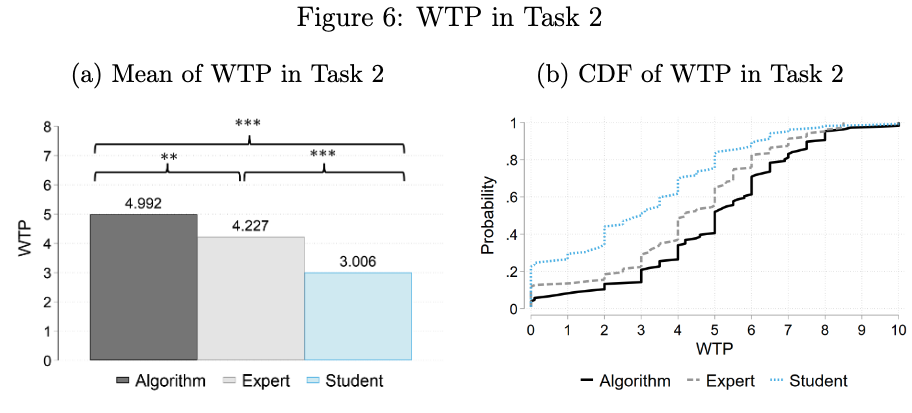 Figure 6: WTP in Task 2
(a) Mean of WTP in Task 2
8
7
6
5
4
3
2
1
0
WTP
***
**
***
4.992
4.227
3.006
Algorithm Expert Student
(b) CDF of WTP in Task 2
1
.8
.6
.4
.2
0
Probability
0 1 2 3 4 5 6 7 8 9 10
WTP
Algorithm Expert Student